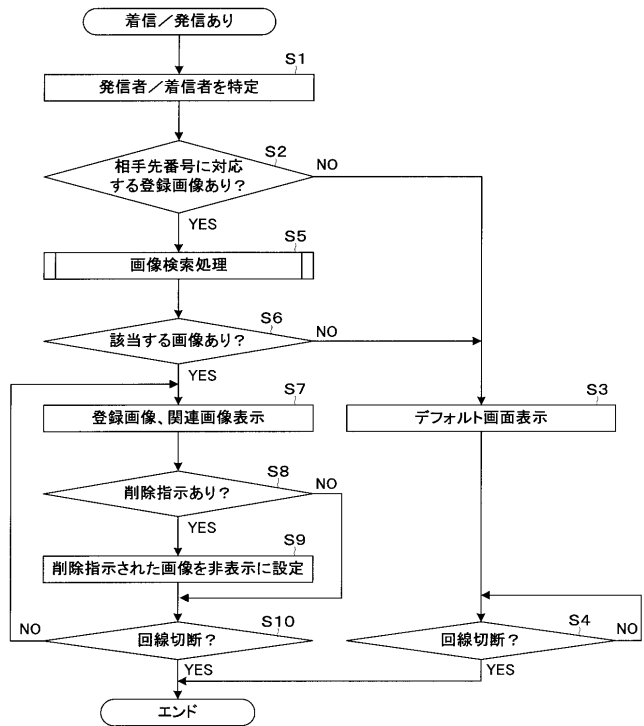 着信／発信あり
S1
発信者／着信者を特定
S2
相手先番号に対応
する登録画像あり？
NO
YES
S5
画像検索処理
S6
該当する画像あり？
NO
YES
S7
登録画像、関連画像表示
S3
デフォルト画面表示
S8
削除指示あり？
NO
YES
S9
削除指示された画像を非表示に設定
S10
回線切断？
NO
YES
S4
回線切断？
NO
YES
エンド